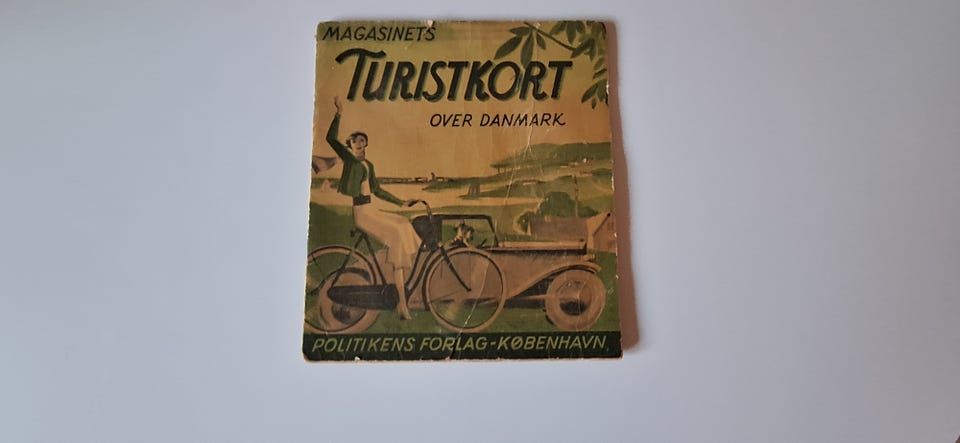 MAGASINETS
TURISTKORT
OVER DANMARK
POLITIKENS FORLAG-KØBENHAVN.